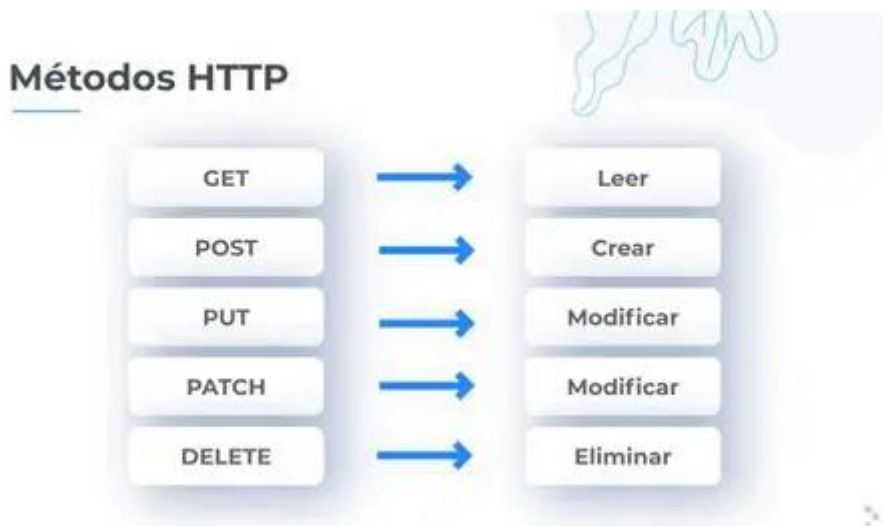 Métodos HTTP
GET Leer
POST Crear
PUT Modificar
PATCH Modificar
DELETE Eliminar